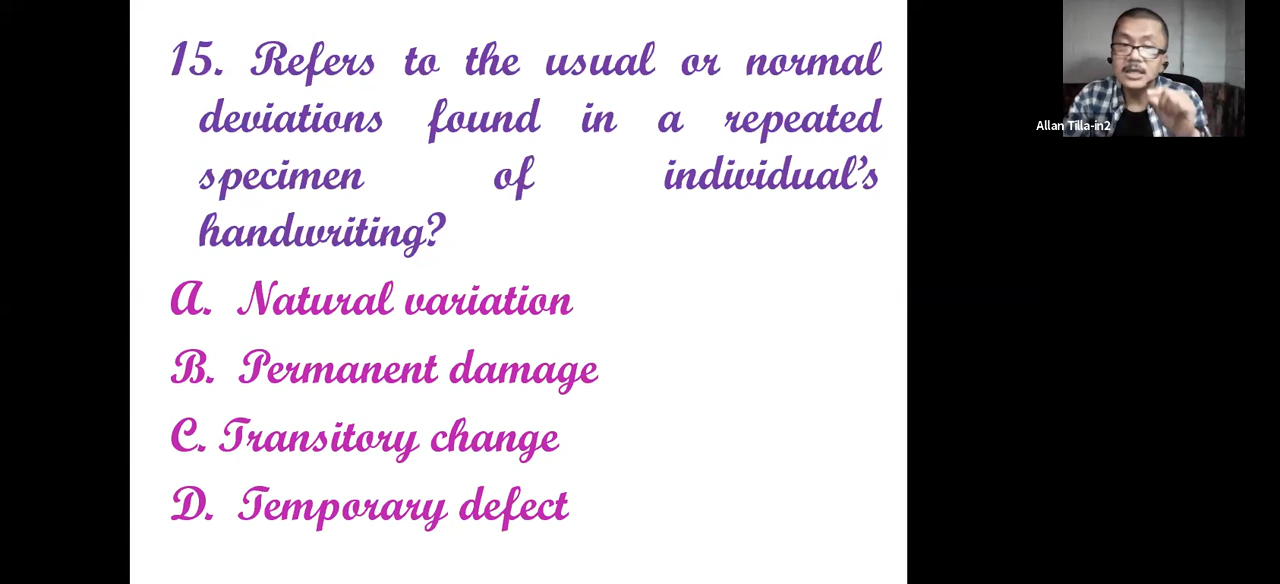 15. Refers to the usual or normal
deviations found in a repeated
specimen of individual's
handwriting?
A. Natural variation
B. Permanent damage
C. Transitory change
D. Temporary defect
Allan Tilla-in2